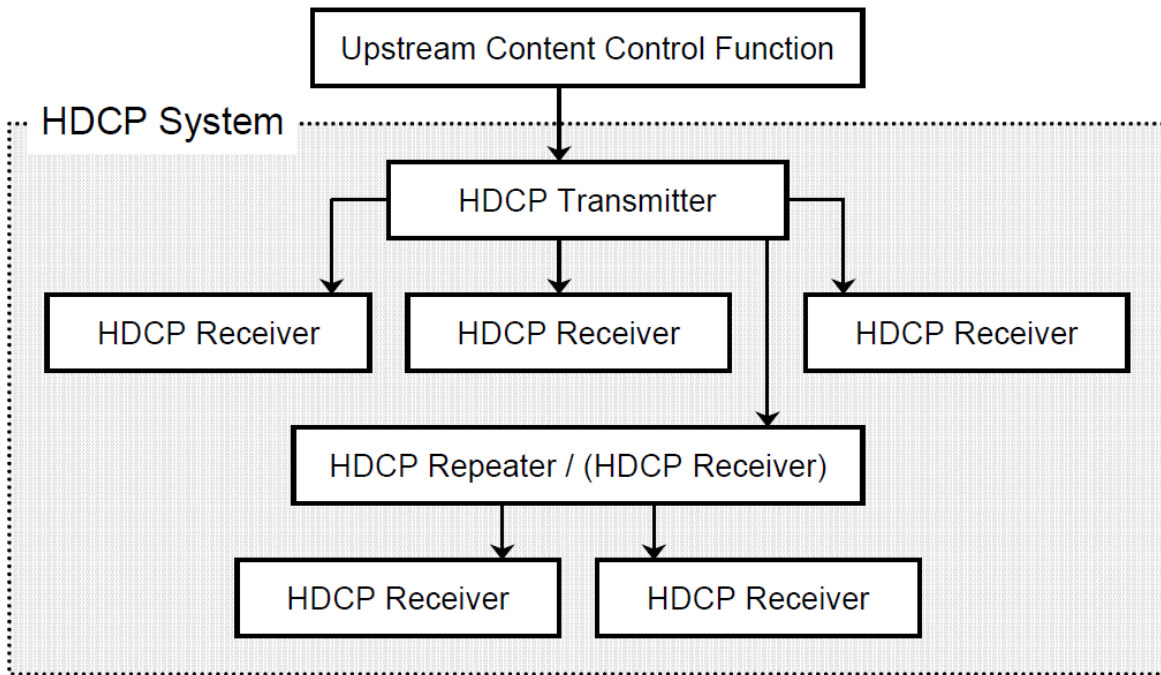 Upstream Content Control Function
HDCP System
HDCP Transmitter
HDCP Receiver
HDCP Receiver
HDCP Receiver
HDCP Repeater / (HDCP Receiver)
HDCP Receiver
HDCP Receiver